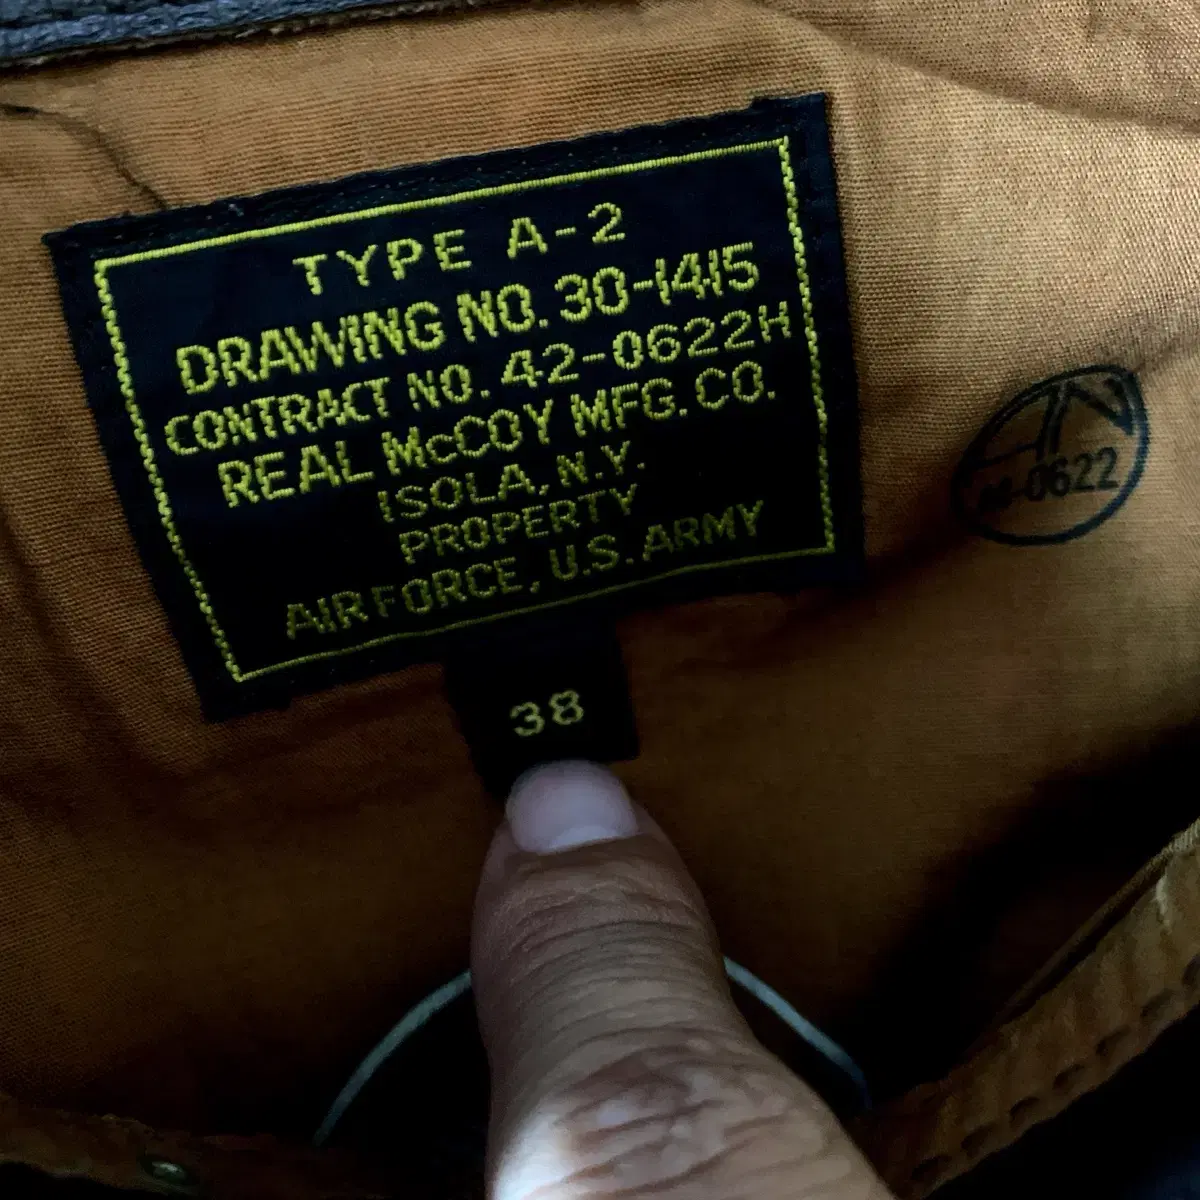 TYPE A-2
DRAWING NO. 30-1415
CONTRACT NO. 42-0622H
REAL McCOY MFG. CO.
ISOLA, N.Y.
PROPERTY
AIR FORCE, U.S. ARMY
38
0622